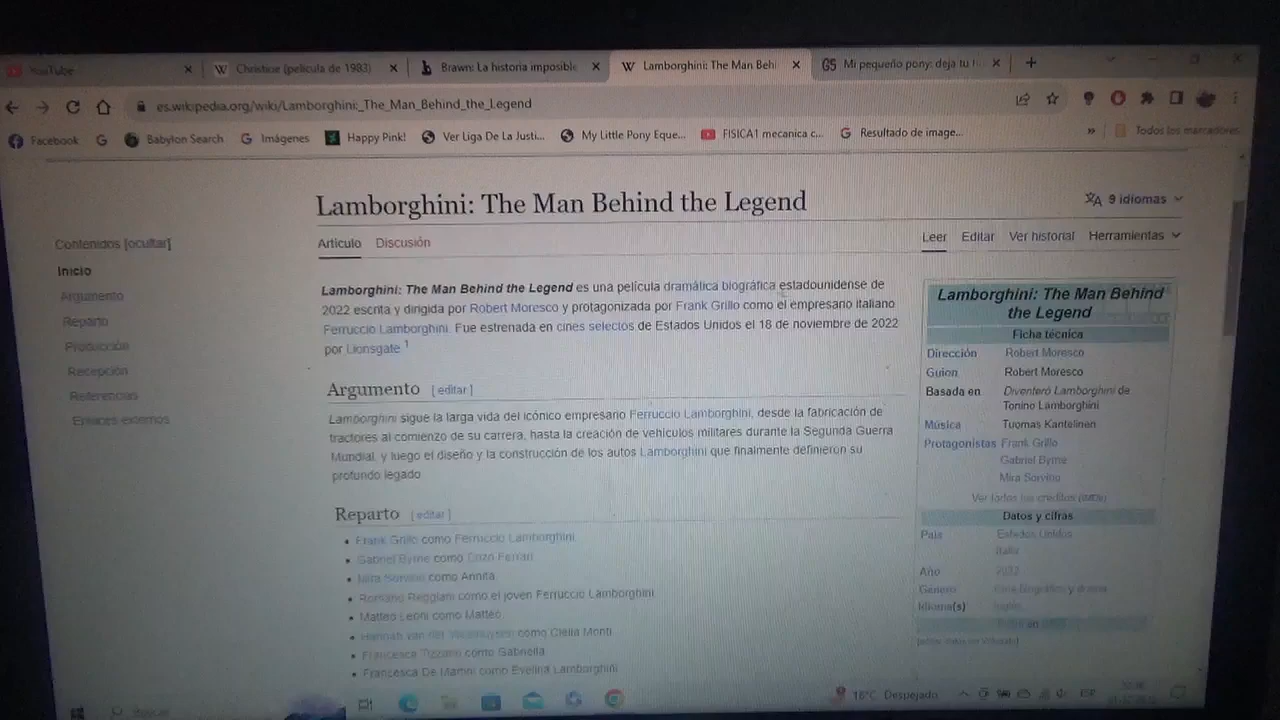 YouTube
Christine (película de 1983)
Brawn: La historia imposible
Lamborghini: The Man Behi
Mi pequeño pony: deja tu h
es.wikipedia.org/wiki/Lamborghini:_The_Man_Behind_the_Legend
Facebook
Babylon Search
Imágenes
Happy Pink!
Ver Liga De La Justi...
My Little Pony Eque...
FISICA1 mecanica c...
Resultado de image...
Todos los marcadores
Lamborghini: The Man Behind the Legend
9 idiomas
Artículo Discusión
Leer Editar Ver historial Herramientas
Contenidos [ocultar]
Inicio
Argumento
Reparto
Producción
Recepción
Referencias
Enlaces externos
Lamborghini: The Man Behind the Legend es una película dramática biográfica estadounidense de
2022 escrita y dirigida por Robert Moresco y protagonizada por Frank Grillo como el empresario italiano
Ferruccio Lamborghini. Fue estrenada en cines selectos de Estados Unidos el 18 de noviembre de 2022
por Lionsgate.1
Argumento [editar]
Lamborghini sigue la larga vida del icónico empresario Ferruccio Lamborghini, desde la fabricación de
tractores al comienzo de su carrera, hasta la creación de vehículos militares durante la Segunda Guerra
Mundial, y luego el diseño y la construcción de los autos Lamborghini que finalmente definieron su
profundo legado
Reparto [editar]
Frank Grillo como Ferruccio Lamborghini
Gabriel Byrne como Enzo Ferrari
Mira Sorvino como Annita
Romano Reggiani como el joven Ferruccio Lamborghini
Matteo Leoni como Matteo
Hannah van der como Clelia Monti
Francesca Tizzano como Gabriella
Francesca De Martini como Evelina Lamborghini
Lamborghini: The Man Behind
the Legend
Ficha técnica
Dirección Robert Moresco
Guion Robert Moresco
Basada en Diventerò Lamborghini de
Tonino Lamborghini
Música Tuomas Kantelinen
Protagonistas Frank Grillo
Gabriel Byrne
Mira Sorvino
Ver todos los créditos (IMDb)
Datos y cifras
País Estados Unidos
Italia
Año 2022
Género Cine biográfico y drama
Idioma(s) Inglés
16°C Despejado